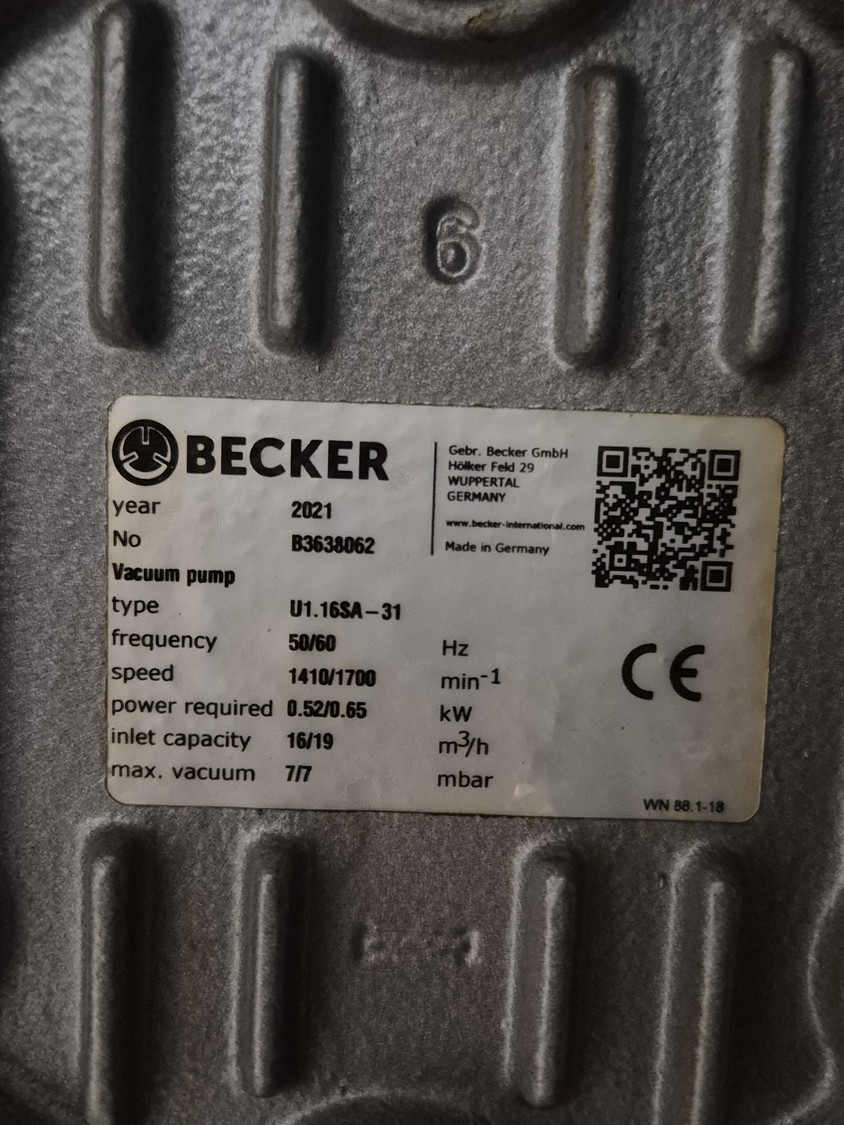 6
BECKER
Gebr. Becker GmbH
Hölker Feld 29
WUPPERTAL
GERMANY
www.becker-international.com
Made in Germany
year 2021
No B3638062
Vacuum pump
type U1.16SA-31
frequency 50/60 Hz
speed 1410/1700 min-1
power required 0.52/0.65 kW
inlet capacity 16/19 m3/h
max. vacuum 7/7 mbar
CE
WN 88.1-18